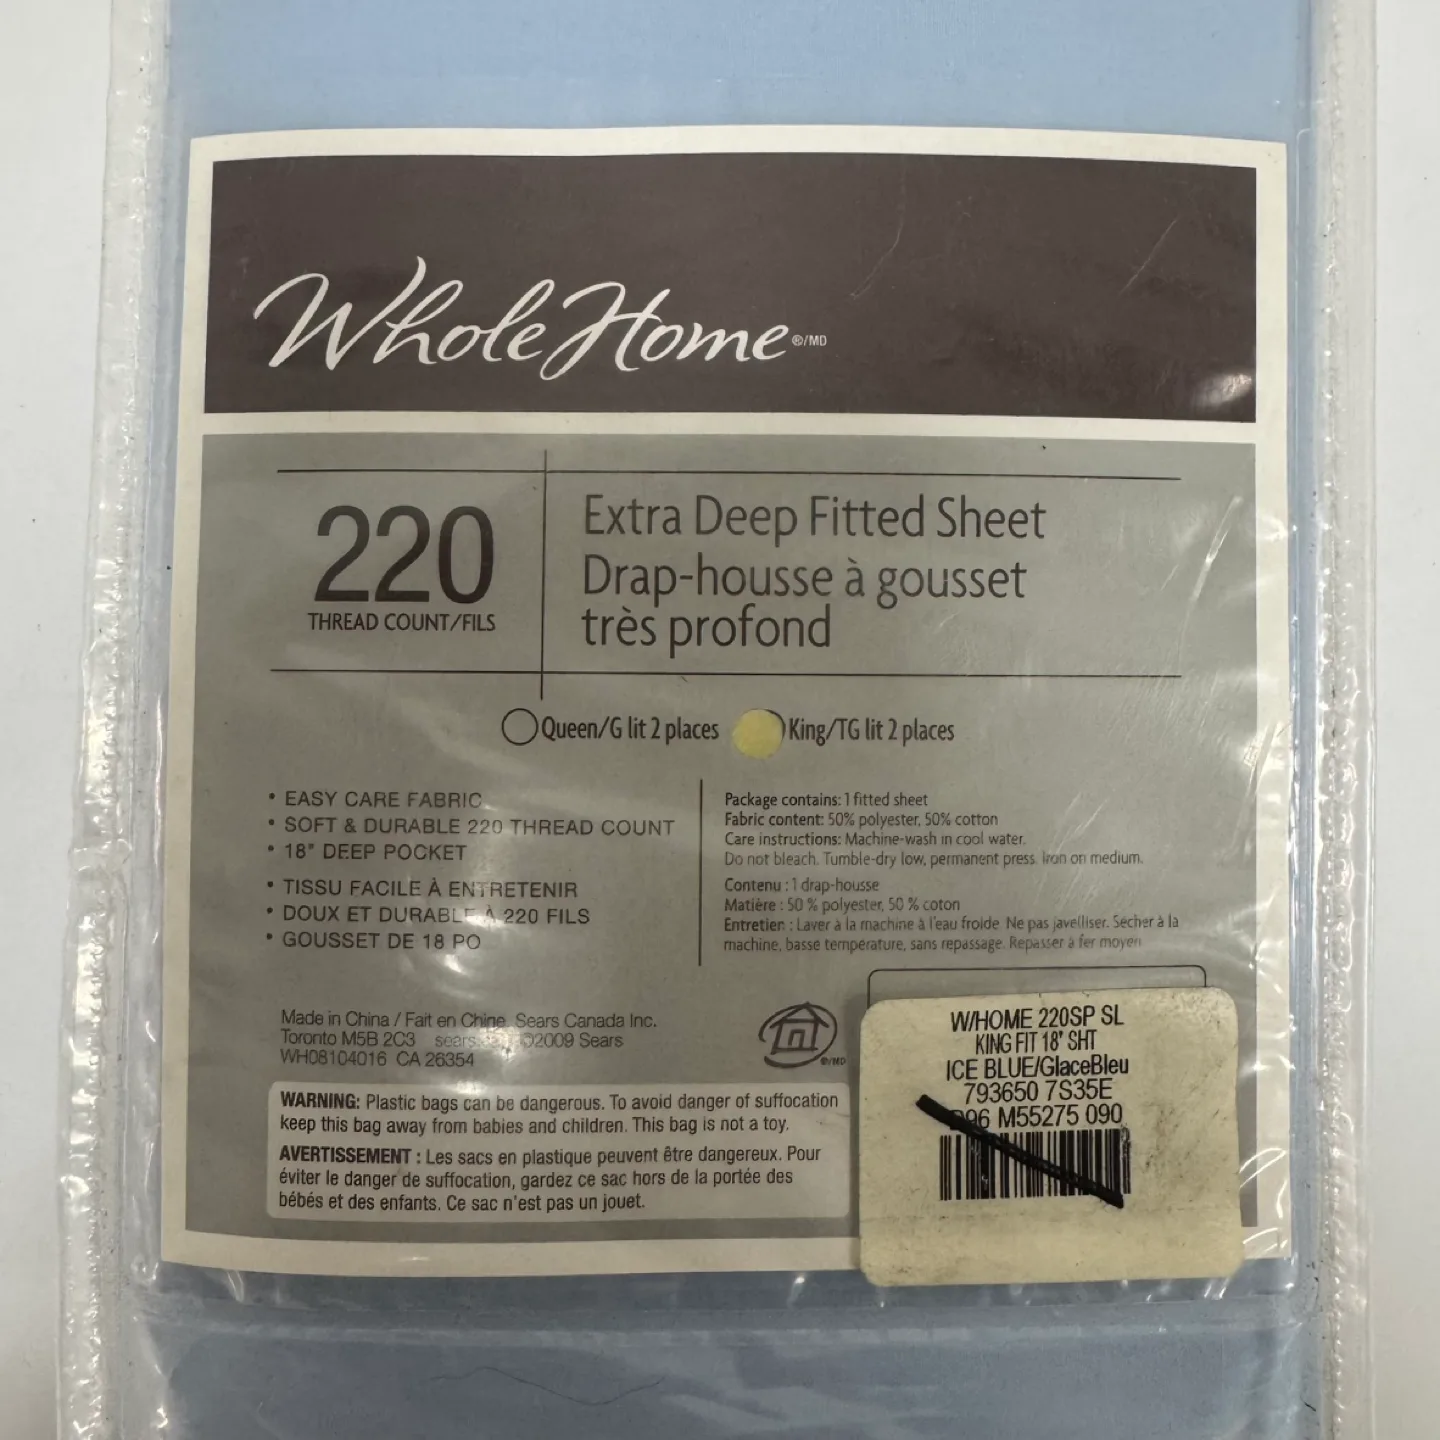 Whole Home ®/MD
220
THREAD COUNT/FILS
Extra Deep Fitted Sheet
Drap-housse à gousset
très profond
Queen/G lit 2 places
King/TG lit 2 places
• EASY CARE FABRIC
• SOFT & DURABLE 220 THREAD COUNT
• 18" DEEP POCKET
• TISSU FACILE À ENTRETENIR
• DOUX ET DURABLE À 220 FILS
• GOUSSET DE 18 PO
Package contains: 1 fitted sheet
Fabric content: 50% polyester, 50% cotton
Care instructions: Machine-wash in cool water.
Do not bleach. Tumble-dry low, permanent press. Iron on medium.
Contenu : 1 drap-housse
Matière : 50 % polyester, 50 % coton
Entretien : Laver à la machine à l'eau froide. Ne pas javelliser. Sécher à la
machine, basse température, sans repassage. Repasser à fer moyen
Made in China / Fait en Chine Sears Canada Inc.
Toronto M5B 2C3 ©2009 Sears
WH08104016 CA 26354
®/MD
WARNING: Plastic bags can be dangerous. To avoid danger of suffocation
keep this bag away from babies and children. This bag is not a toy.
AVERTISSEMENT : Les sacs en plastique peuvent être dangereux. Pour
éviter le danger de suffocation, gardez ce sac hors de la portée des
bébés et des enfants. Ce sac n'est pas un jouet.
W/HOME 220SP SL
KING FIT 18" SHT
ICE BLUE/GlaceBleu
793650 7S35E
M55275 090